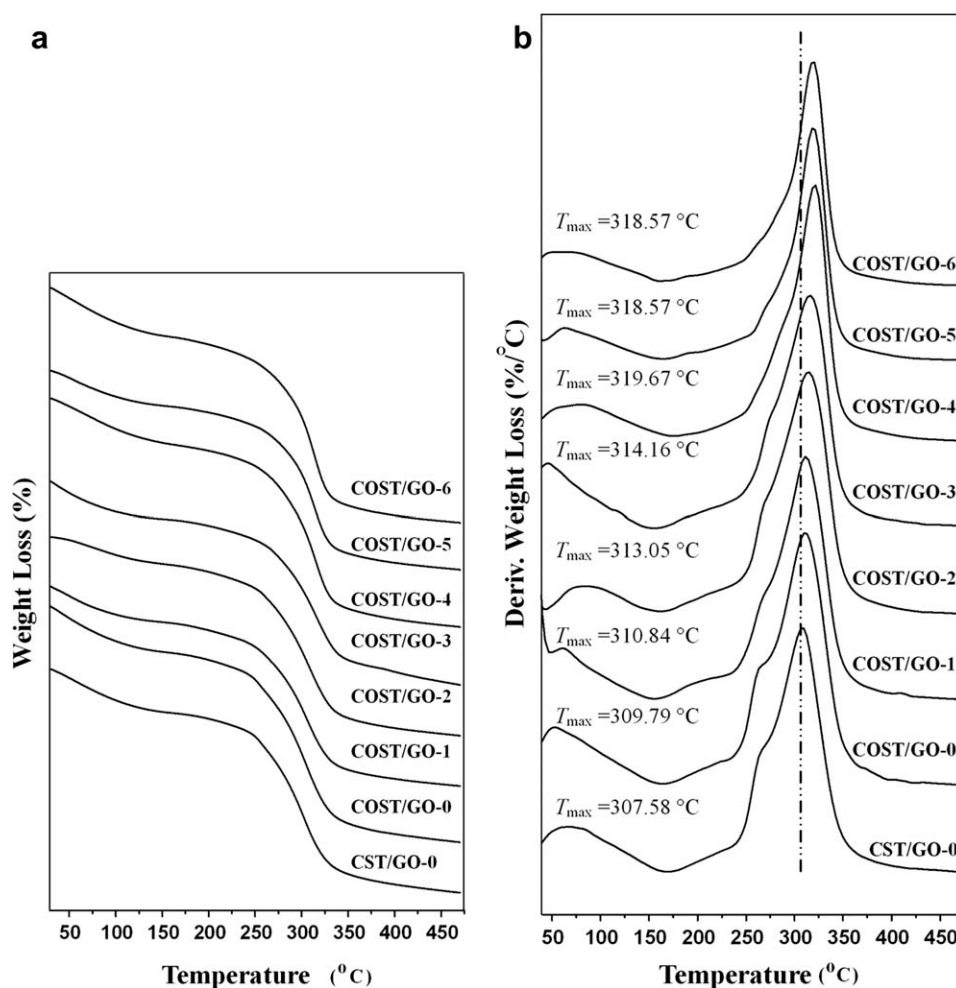 a
Weight Loss (%)
COST/GO-6
COST/GO-5
COST/GO-4
COST/GO-3
COST/GO-2
COST/GO-1
COST/GO-0
CST/GO-0
50 100 150 200 250 300 350 400 450
Temperature (°C)
b
Deriv. Weight Loss (%/°C)
Tmax =318.57 °C
COST/GO-6
Tmax =318.57 °C
COST/GO-5
Tmax =319.67 °C
COST/GO-4
Tmax =314.16 °C
COST/GO-3
Tmax =313.05 °C
COST/GO-2
Tmax =310.84 °C
COST/GO-1
Tmax =309.79 °C
COST/GO-0
Tmax =307.58 °C
CST/GO-0
50 100 150 200 250 300 350 400 450
Temperature (°C)